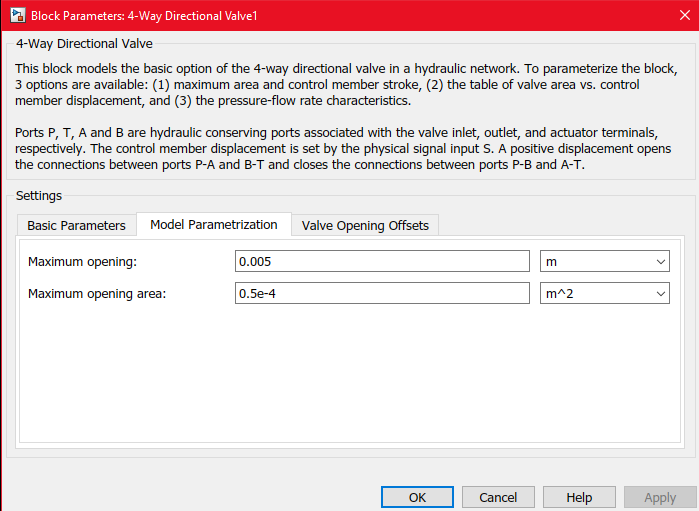 Block Parameters: 4-Way Directional Valve1
4-Way Directional Valve
This block models the basic option of the 4-way directional valve in a hydraulic network. To parameterize the block,
3 options are available: (1) maximum area and control member stroke, (2) the table of valve area vs. control
member displacement, and (3) the pressure-flow rate characteristics.
Ports P, T, A and B are hydraulic conserving ports associated with the valve inlet, outlet, and actuator terminals,
respectively. The control member displacement is set by the physical signal input S. A positive displacement opens
the connections between ports P-A and B-T and closes the connections between ports P-B and A-T.
Settings
Basic Parameters Model Parametrization Valve Opening Offsets
Maximum opening: 0.005 m
Maximum opening area: 0.5e-4 m^2
OK Cancel Help Apply